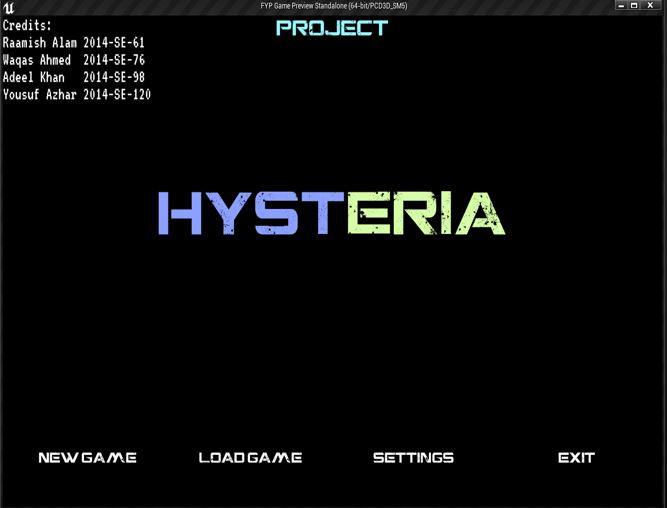 FYP Game Preview Standalone (64-bit/PCD3D_SM5)
Credits:
PROJECT
Raamish Alam 2014-SE-61
Waqas Ahmed 2014-SE-76
Adeel Khan 2014-SE-98
Yousuf Azhar 2014-SE-120
HYSTERIA
NEW GAME LOAD GAME SETTINGS EXIT